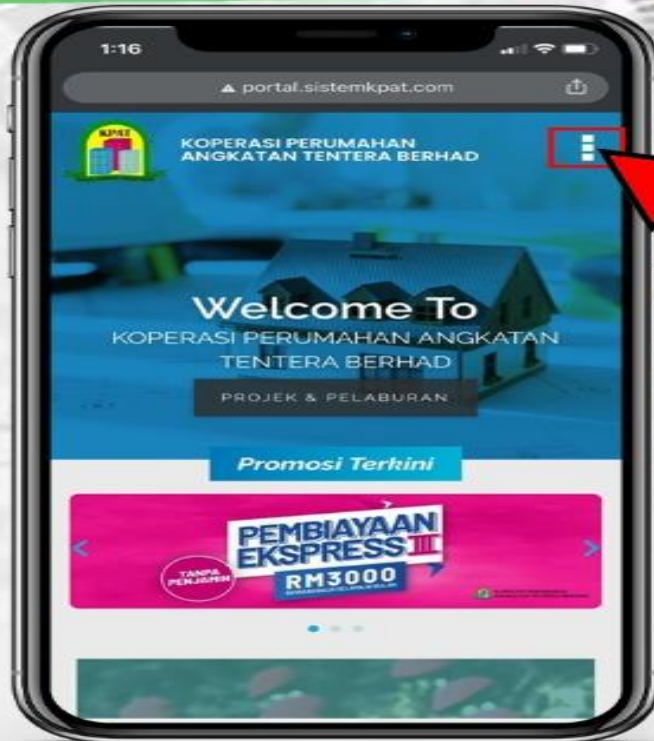 1:16
portal.sistemkpat.com
KPAT
KOPERASI PERUMAHAN
ANGKATAN TENTERA BERHAD
Welcome To
KOPERASI PERUMAHAN ANGKATAN
TENTERA BERHAD
PROJEK & PELABURAN
Promosi Terkini
PEMBIAYAAN
EKSPRESS III
TANPA
PENJAMIN
RM3000